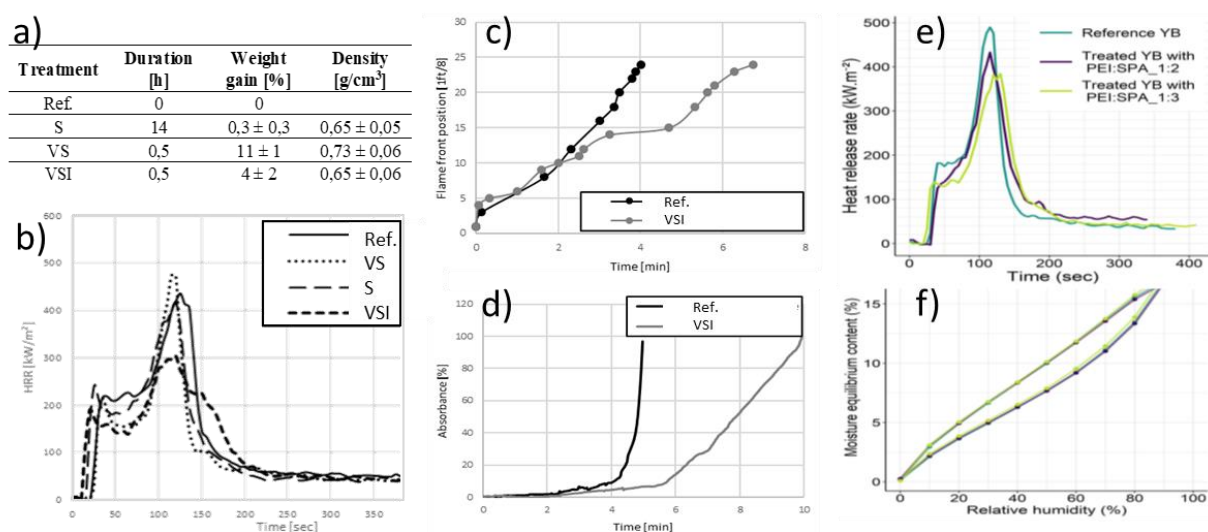 a)
Treatment Duration [h] Weight gain [%] Density [g/cm³]
Ref. 0 0
S 14 0,3 ± 0,3 0,65 ± 0,05
VS 0,5 11 ± 1 0,73 ± 0,06
VSI 0,5 4 ± 2 0,65 ± 0,06
b)
HRR [kW/m²]
600
500
400
300
200
100
0
0 50 100 150 200 250 300 350
Time [sec]
Ref.
VS
S
VSI
c)
Flame front position [1ft/8]
30
25
20
15
10
5
0
0 2 4 6 8
Time [min]
Ref.
VSI
d)
Absorbance [%]
120
100
80
60
40
20
0
0 2 4 6 8 10
Time [min]
Ref.
VSI
e)
Heat release rate (kW.m⁻²)
500
400
300
200
100
0
0 100 200 300 400
Time (sec)
Reference YB
Treated YB with
PEI:SPA_1:2
Treated YB with
PEI:SPA_1:3
f)
Moisture equilibrium content (%)
15
10
5
0
0 20 40 60 80 100
Relative humidity (%)